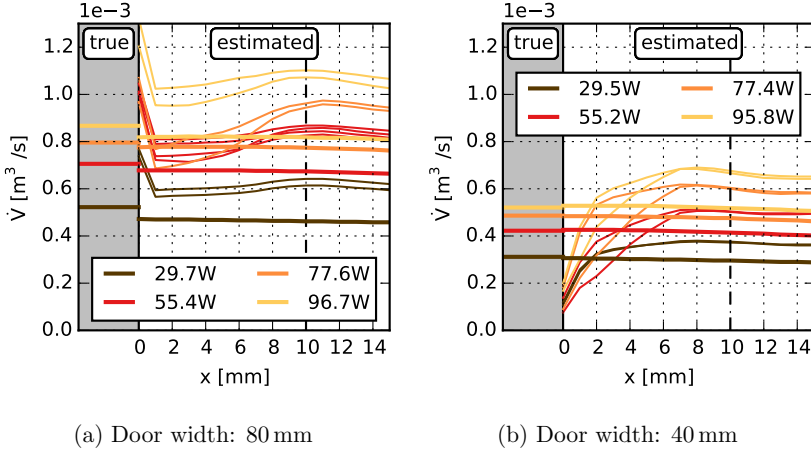 1e−3
true
estimated
1.2
1.0
0.8
0.6
0.4
0.2
0.0
V̇ [m³ /s]
29.7W
77.6W
55.4W
96.7W
0 2 4 6 8 10 12 14
x [mm]
(a) Door width: 80 mm
1e−3
true
estimated
1.2
1.0
0.8
0.6
0.4
0.2
0.0
V̇ [m³ /s]
29.5W
77.4W
55.2W
95.8W
0 2 4 6 8 10 12 14
x [mm]
(b) Door width: 40 mm